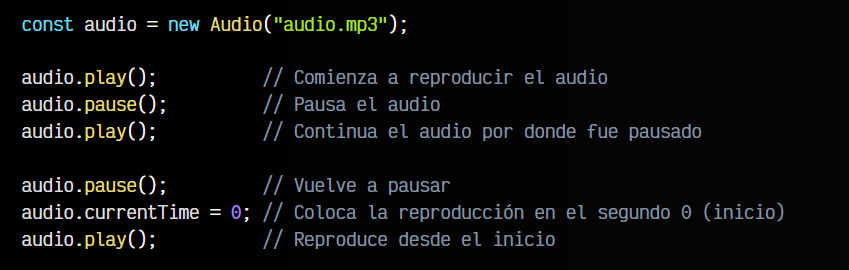 const audio = new Audio("audio.mp3");
audio.play();          // Comienza a reproducir el audio
audio.pause();         // Pausa el audio
audio.play();          // Continua el audio por donde fue pausado
audio.pause();         // Vuelve a pausar
audio.currentTime = 0; // Coloca la reproducción en el segundo 0 (inicio)
audio.play();          // Reproduce desde el inicio